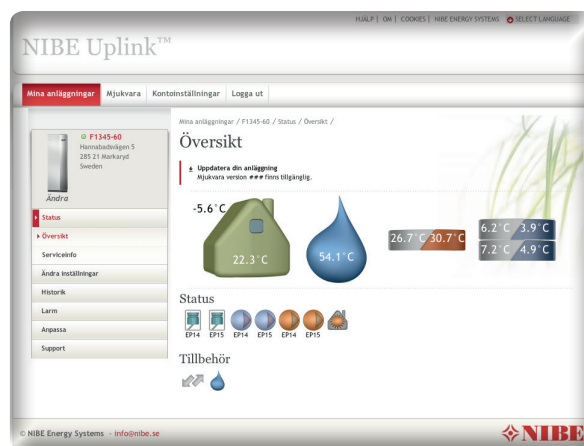 HJÄLP | OM | COOKIES | NIBE ENERGY SYSTEMS SELECT LANGUAGE
NIBE Uplink™
Mina anläggningar Mjukvara Kontoinställningar Logga ut
Mina anläggningar / F1345-60 / Status / Översikt /
F1345-60
Hannabadsvägen 5
285 21 Markaryd
Sweden
Ändra
Status
Översikt
Serviceinfo
Ändra inställningar
Historik
Larm
Anpassa
Support
Översikt
Uppdatera din anläggning
Mjukvara version ### finns tillgänglig.
-5.6°C
22.3°C
54.1°C
26.7°C 30.7°C
6.2°C 3.9°C
7.2°C 4.9°C
Status
EP14 EP15 EP14 EP15 EP14 EP15
Tillbehör
© NIBE Energy Systems - info@nibe.se
NIBE